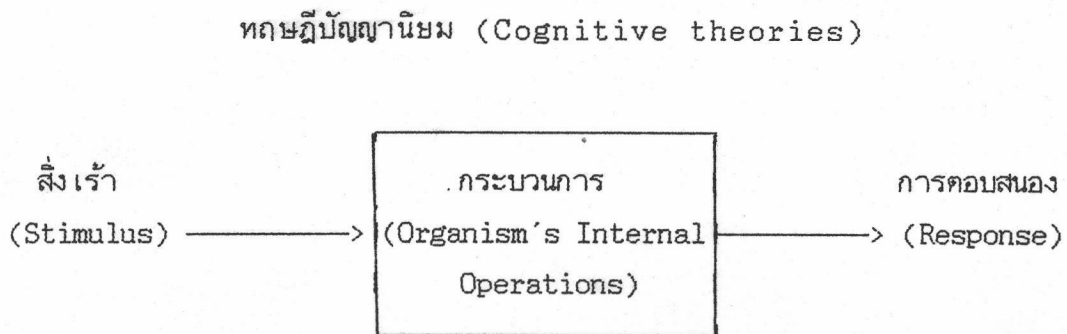 ทฤษฎีปัญญานิยม (Cognitive theories)
สิ่งเร้า
(Stimulus)
กระบวนการ
(Organism´s Internal
Operations)
การตอบสนอง
(Response)